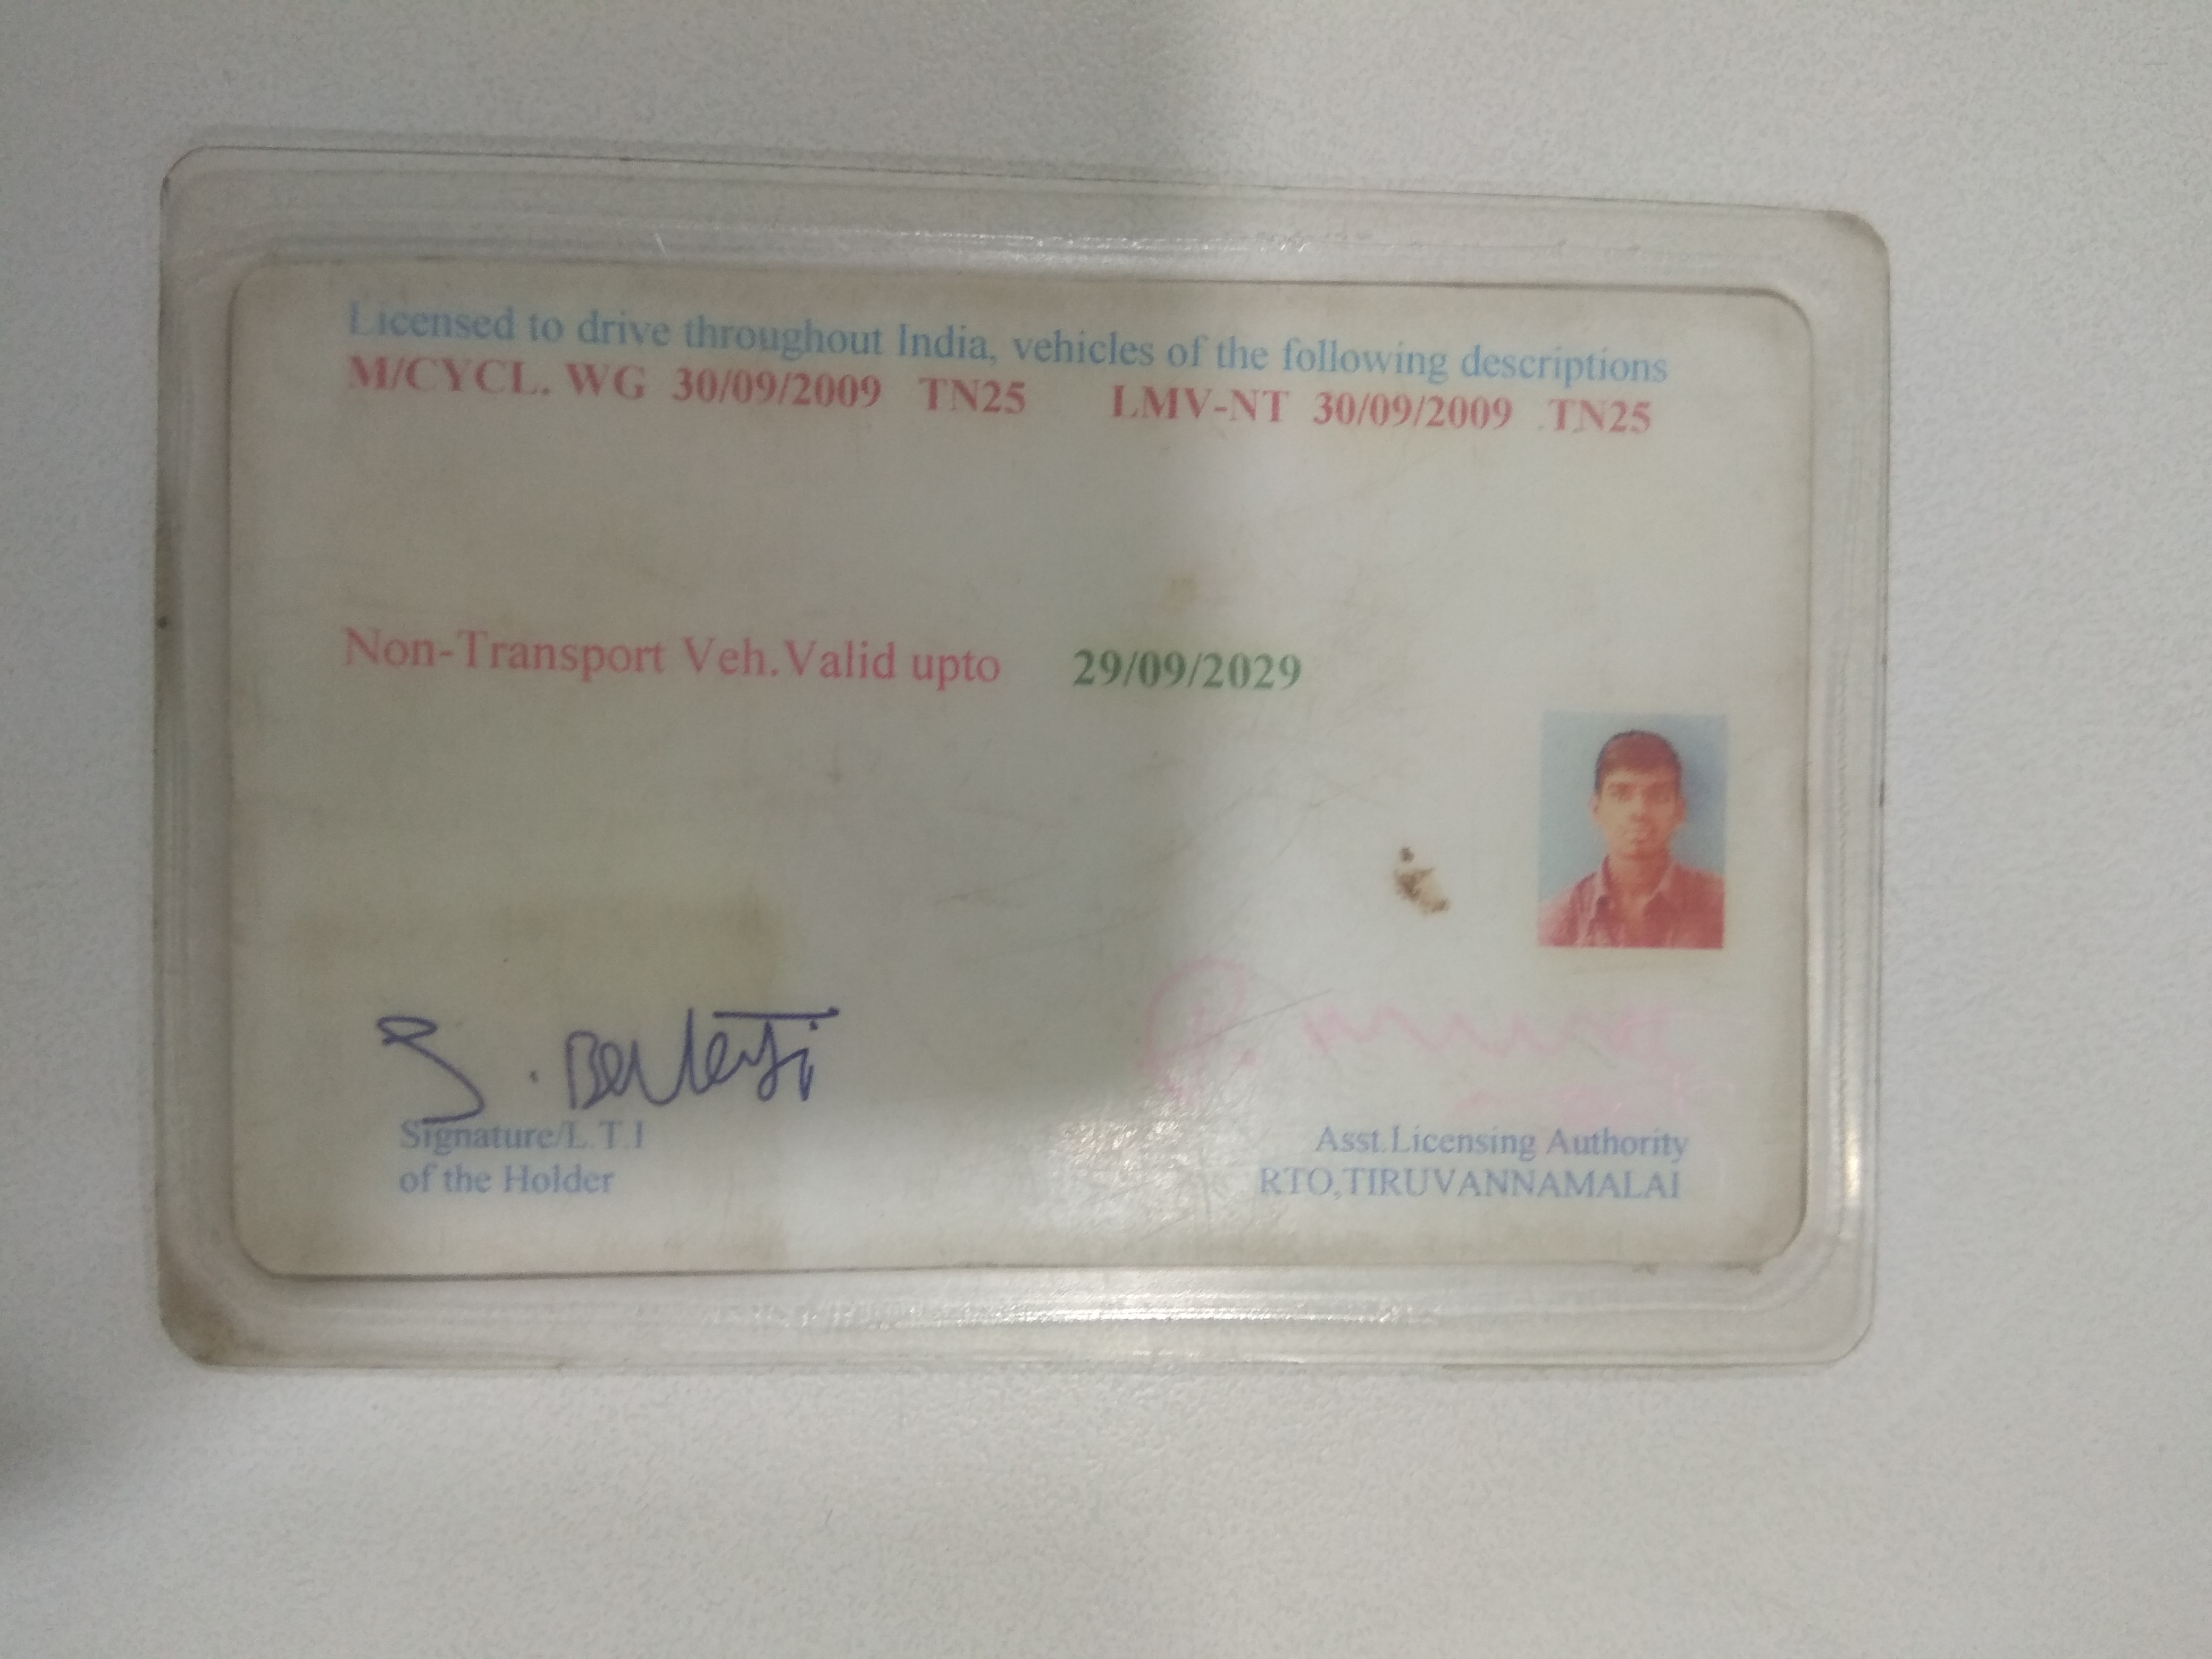 Licensed to drive throughout India, vehicles of the following descriptions
M/CYCL. WG 30/09/2009 TN25 LMV-NT 30/09/2009 TN25
Non-Transport Veh.Valid upto 29/09/2029
S.
Signature/L.T.I
of the Holder
Asst.Licensing Authority
RTO,TIRUVANNAMALAI